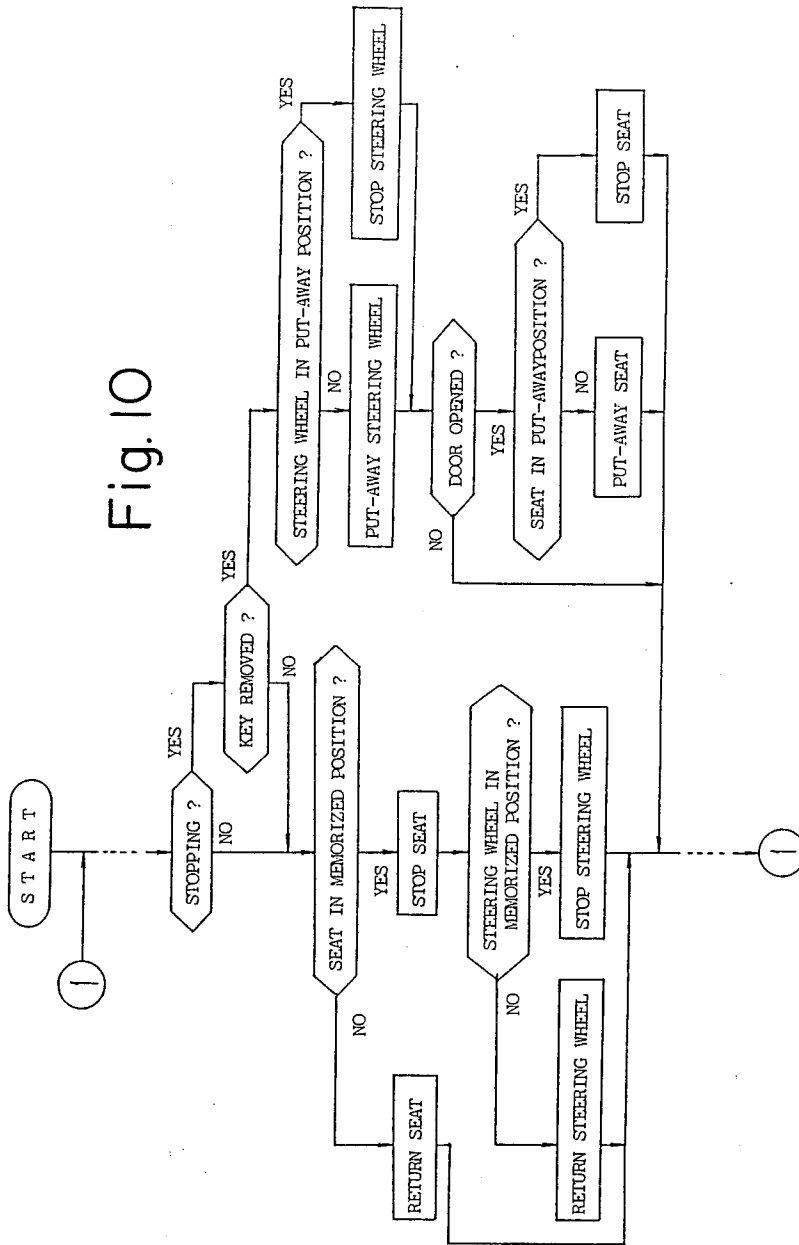 Fig. 10
START
1
STOPPING ?
YES
NO
KEY REMOVED ?
YES
NO
STEERING WHEEL IN PUT-AWAY POSITION ?
YES
NO
STOP STEERING WHEEL
PUT-AWAY STEERING WHEEL
DOOR OPENED ?
NO
YES
SEAT IN PUT-AWAYPOSITION ?
YES
NO
STOP SEAT
PUT-AWAY SEAT
SEAT IN MEMORIZED POSITION ?
NO
YES
RETURN SEAT
STOP SEAT
STEERING WHEEL IN
MEMORIZED POSITION ?
NO
YES
RETURN STEERING WHEEL
STOP STEERING WHEEL
1